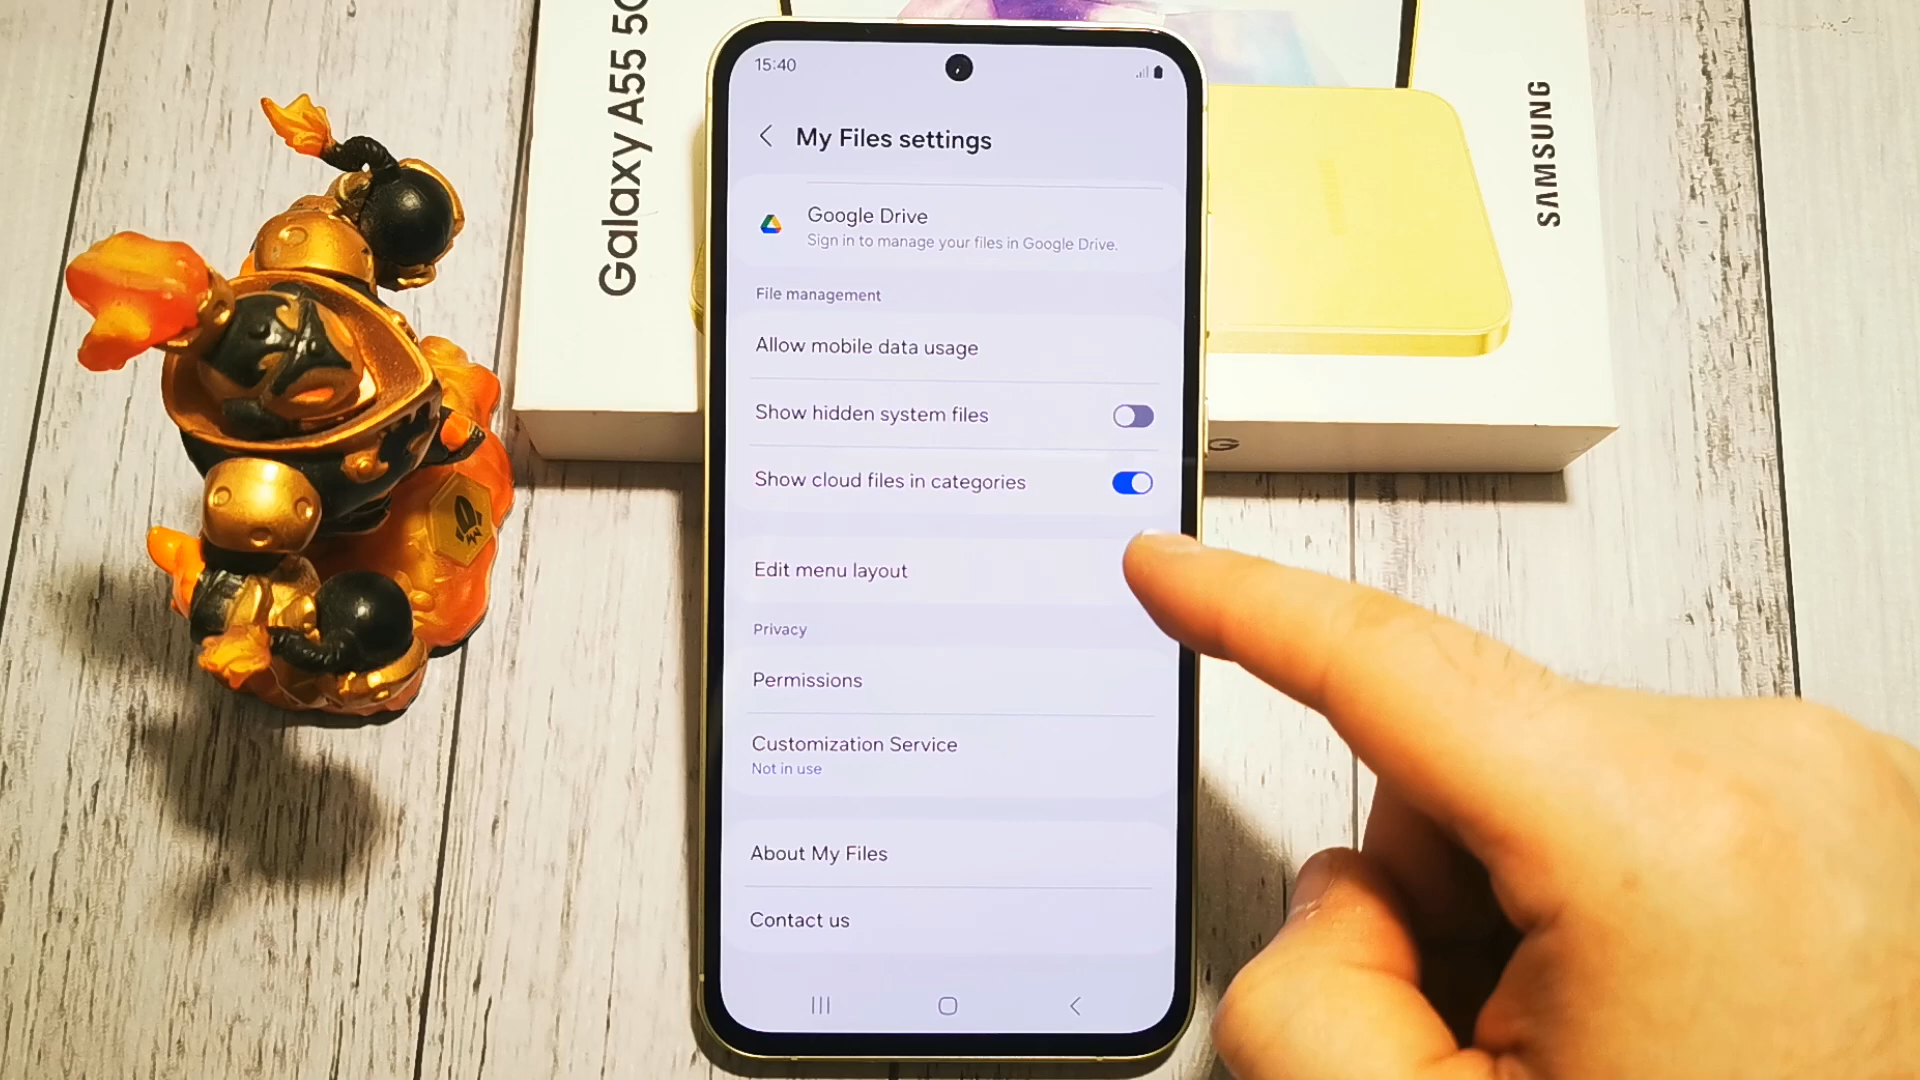 Galaxy A55 5G
SAMSUNG
15:40
My Files settings
Google Drive
Sign in to manage your files in Google Drive.
File management
Allow mobile data usage
Show hidden system files
Show cloud files in categories
Edit menu layout
Privacy
Permissions
Customization Service
Not in use
About My Files
Contact us